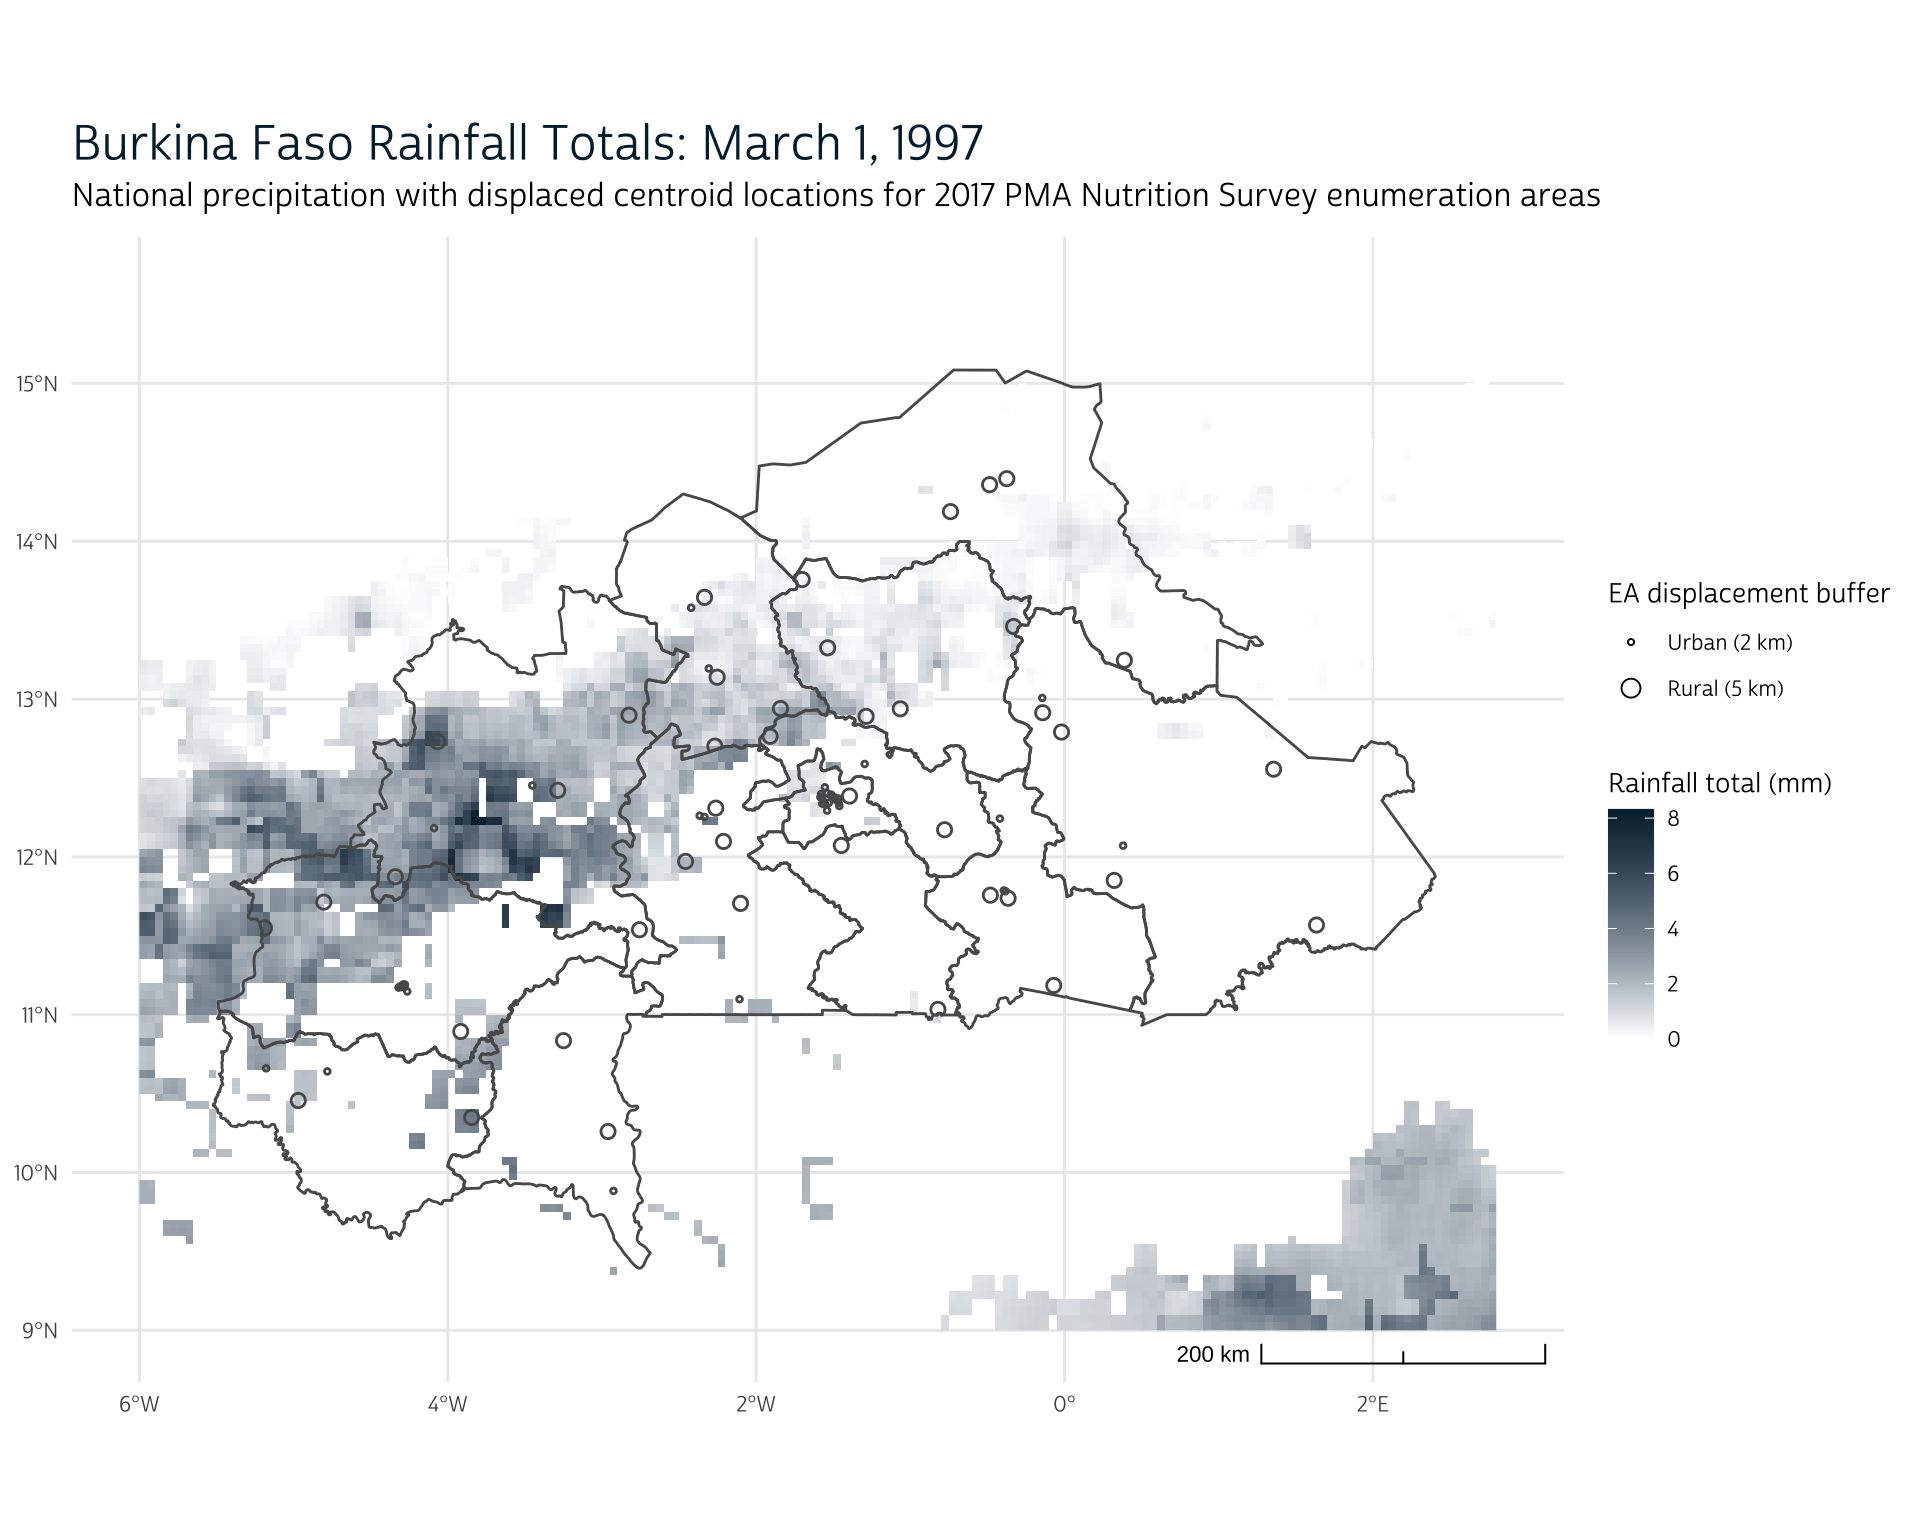 Burkina Faso Rainfall Totals: March 1, 1997
National precipitation with displaced centroid locations for 2017 PMA Nutrition Survey enumeration areas
15°N
14°N
13°N
12°N
11°N
10°N
9°N
6°W
4°W
2°W
0°
2°E
200 km
EA displacement buffer
Urban (2 km)
Rural (5 km)
Rainfall total (mm)
8
6
4
2
0